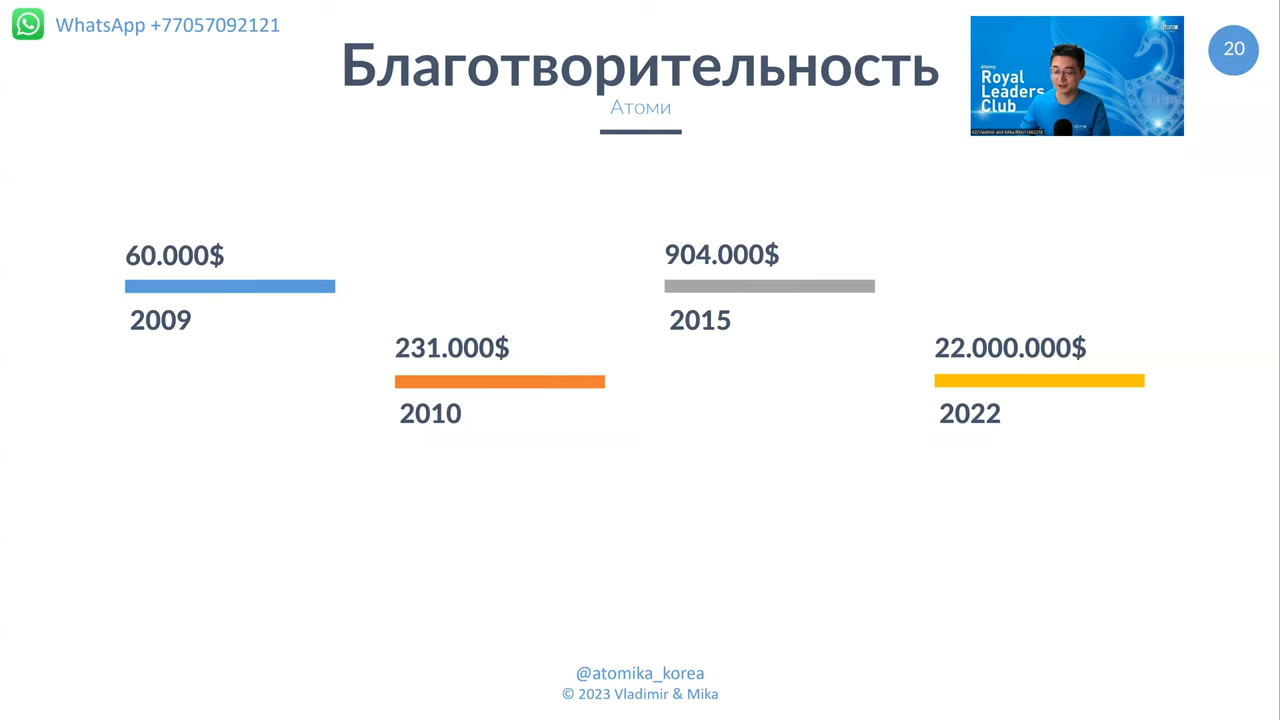 WhatsApp +77057092121
Благотворительность
Атоми
20
Atomy
Royal
Leaders
Club
60.000$
2009
231.000$
2010
904.000$
2015
22.000.000$
2022
@atomika_korea
© 2023 Vladimir & Mika